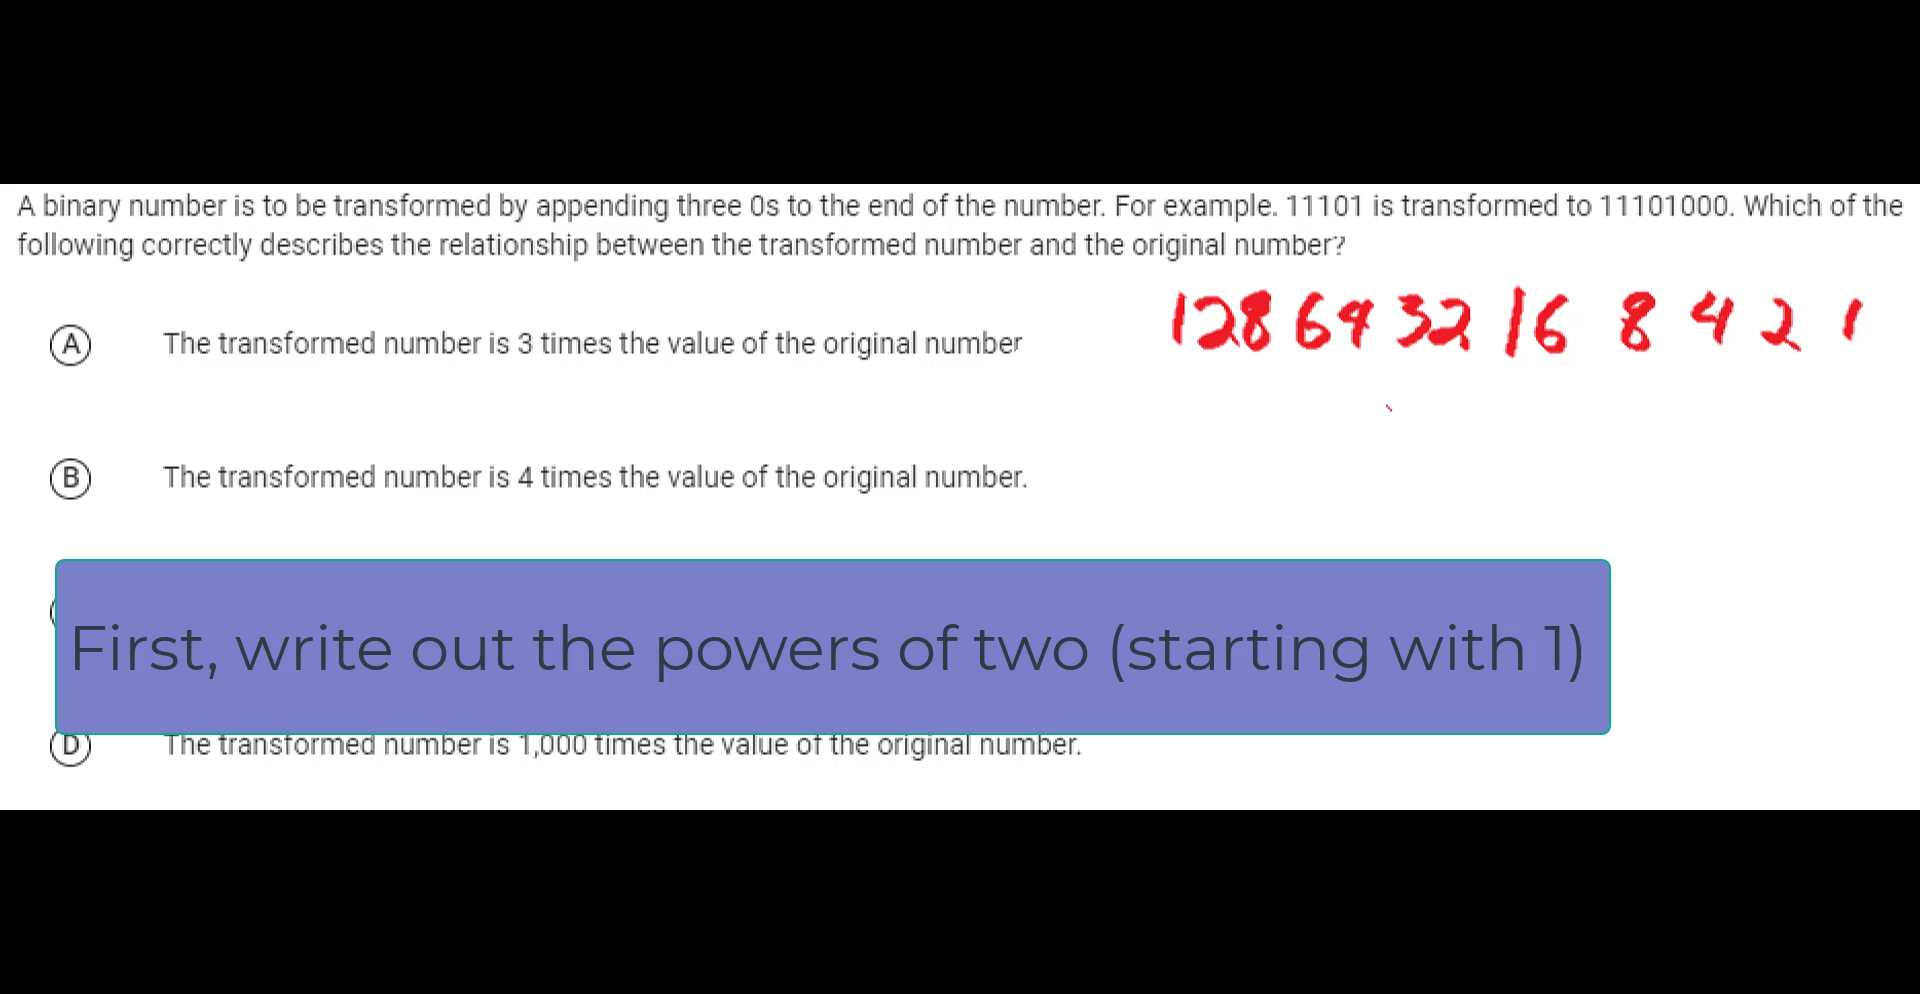 A binary number is to be transformed by appending three 0s to the end of the number. For example. 11101 is transformed to 11101000. Which of the
following correctly describes the relationship between the transformed number and the original number?
128 64 32 16 8 4 2 1
A The transformed number is 3 times the value of the original number
B The transformed number is 4 times the value of the original number.
First, write out the powers of two (starting with 1)
D The transformed number is 1,000 times the value of the original number.